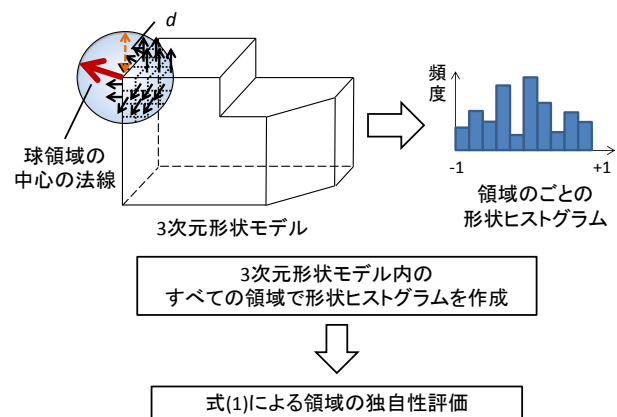 d
球領域の
中心の法線
3次元形状モデル
頻
度
-1
+1
領域のごとの
形状ヒストグラム
3次元形状モデル内の
すべての領域で形状ヒストグラムを作成
式(1)による領域の独自性評価